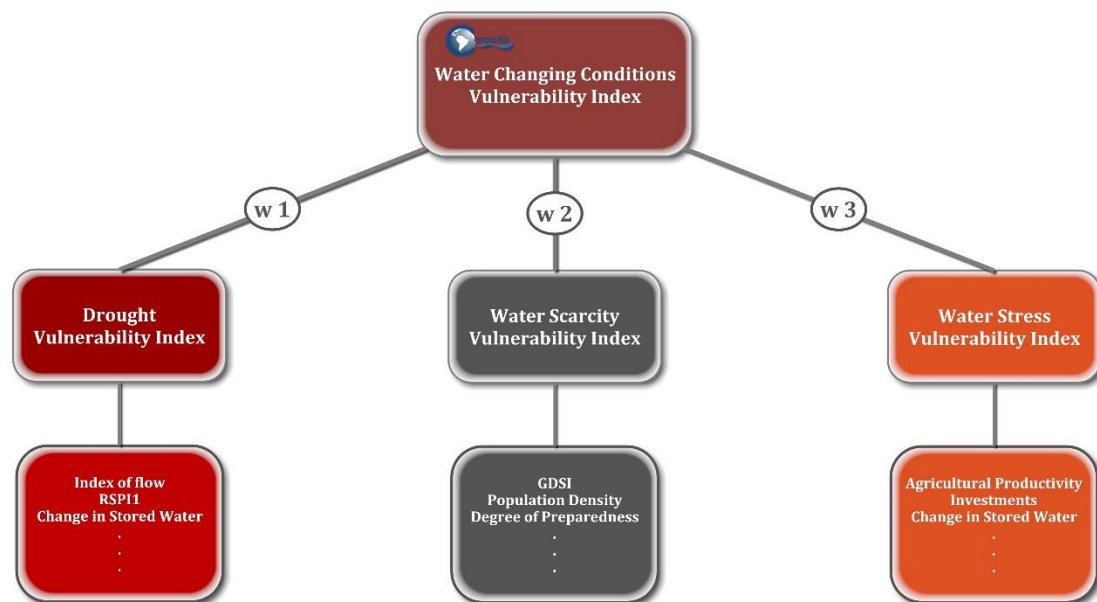 Water Changing Conditions
Vulnerability Index
w 1
w 2
w 3
Drought
Vulnerability Index
Water Scarcity
Vulnerability Index
Water Stress
Vulnerability Index
Index of flow
RSPI1
Change in Stored Water
.
.
.
GDSI
Population Density
Degree of Preparedness
.
.
.
Agricultural Productivity
Investments
Change in Stored Water
.
.
.